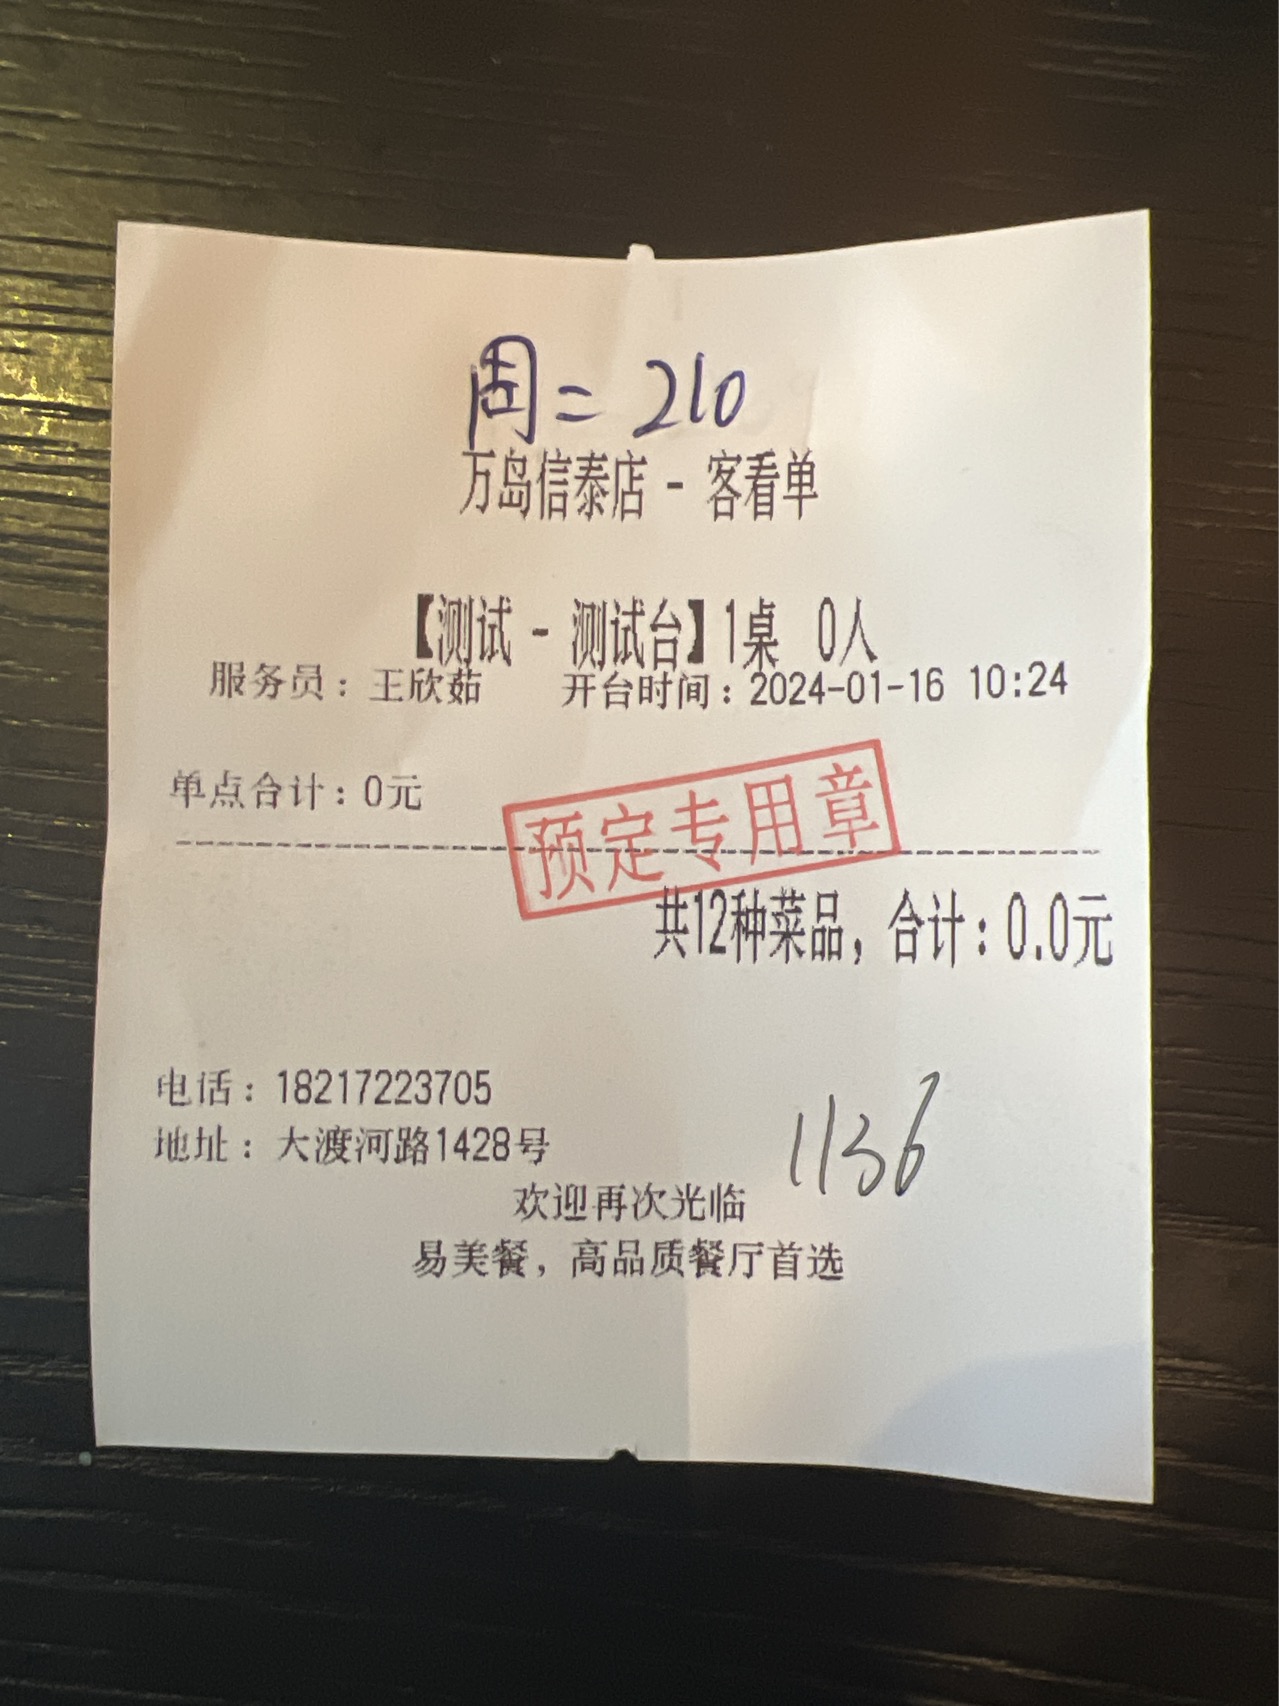 周二 210
万岛信泰店 - 客看单
【测试 - 测试台】1桌 0人
服务员：王欣茹 开台时间：2024-01-16 10:24
单点合计：0元
预定专用章
共12种菜品，合计：0.0元
电话：18217223705
地址：大渡河路1428号
1136
欢迎再次光临
易美餐，高品质餐厅首选